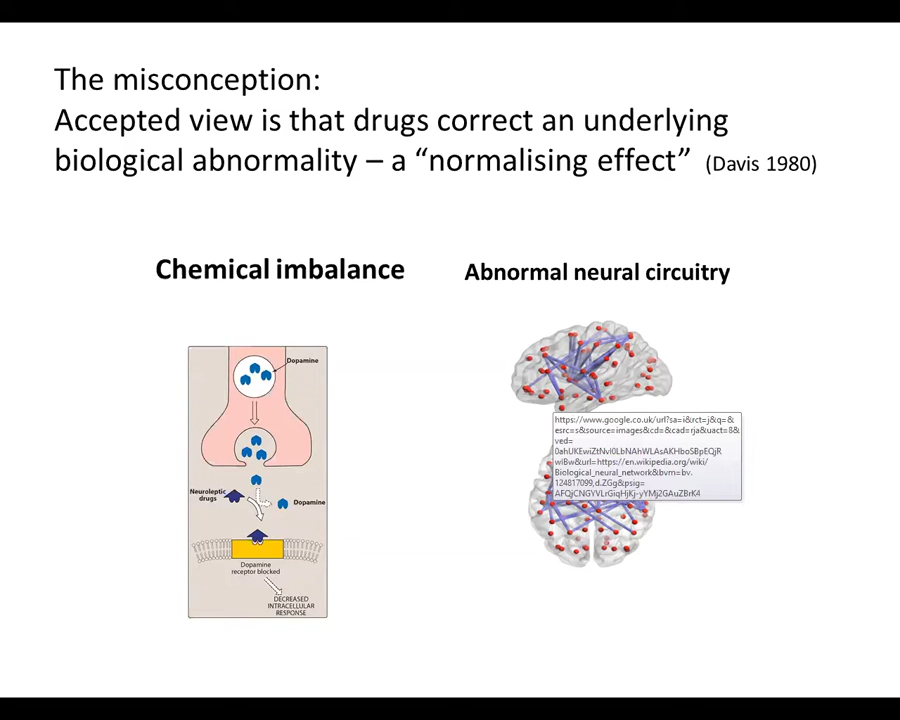 The misconception:
Accepted view is that drugs correct an underlying
biological abnormality – a “normalising effect” (Davis 1980)
Chemical imbalance
Abnormal neural circuitry
Dopamine
Neuroleptic
drugs
Dopamine
Dopamine
receptor blocked
DECREASED
INTRACELLULAR
RESPONSE
https://www.google.co.uk/url?sa=i&rct=j&q=&
esrc=s&source=images&cd=&cad=rja&uact=8&
ved=
wIBw&url=https://en.wikipedia.org/wiki/
Biological_neural_network&bvm=bv.
124817099,d.ZGg&psig=